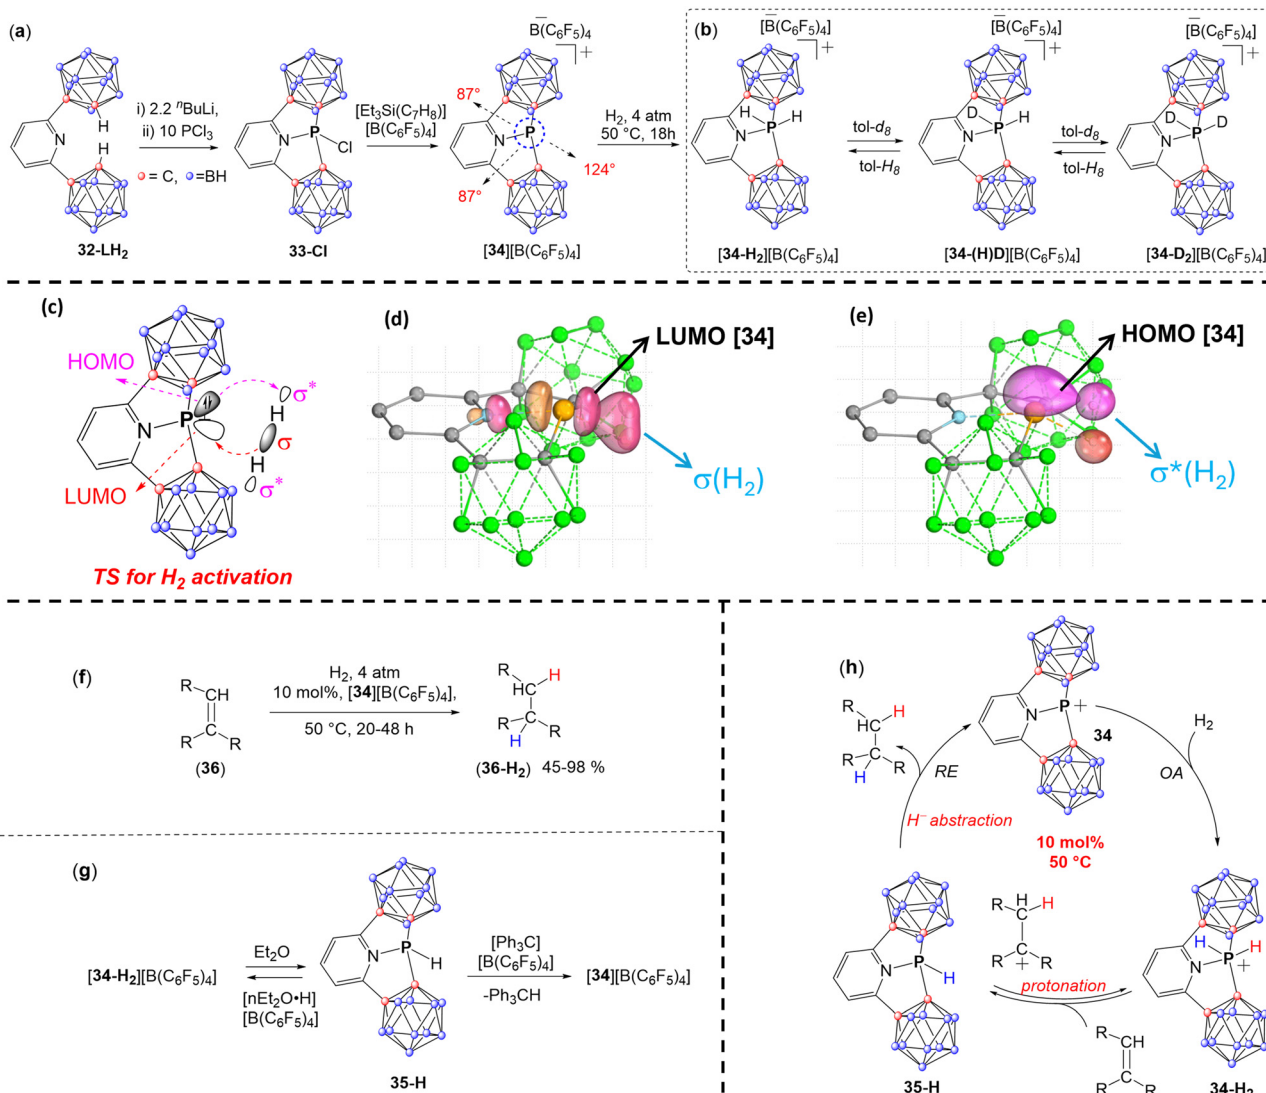 (a)
H
H
N
= C, =BH
32-LH2
i) 2.2 nBuLi,
ii) 10 PCl3
N
P
Cl
33-Cl
[Et3Si(C7H8)]
[B(C6F5)4]
B(C6F5)4
+
87°
N
P
87°
124°
[34][B(C6F5)4]
H2, 4 atm
50 °C, 18h
(b)
[B(C6F5)4]
+
H
H
N
P
[34-H2][B(C6F5)4]
tol-d8
tol-H8
[B(C6F5)4]
+
D
H
N
P
[34-(H)D][B(C6F5)4]
tol-d8
tol-H8
[B(C6F5)4]
+
D
D
N
P
[34-D2][B(C6F5)4]
(c)
HOMO
σ*
H
P
N
σ
H
σ*
LUMO
TS for H2 activation
(d)
LUMO [34]
σ(H2)
(e)
HOMO [34]
σ*(H2)
(f)
R
CH
C
R
R
(36)
H2, 4 atm
10 mol%, [34][B(C6F5)4],
50 °C, 20-48 h
R
HC
H
R
C
R
H
(36-H2) 45-98 %
(g)
[34-H2][B(C6F5)4]
Et2O
[nEt2O•H]
[B(C6F5)4]
N
P
H
35-H
[Ph3C]
[B(C6F5)4]
-Ph3CH
[34][B(C6F5)4]
(h)
R
HC
H
R
C
R
H
RE
H– abstraction
N
P
+
34
10 mol%
50 °C
H2
OA
R
C
H
H
C
R
R
+
protonation
N
P
H
35-H
H
H
N
P
+
34-H2
R
R
R